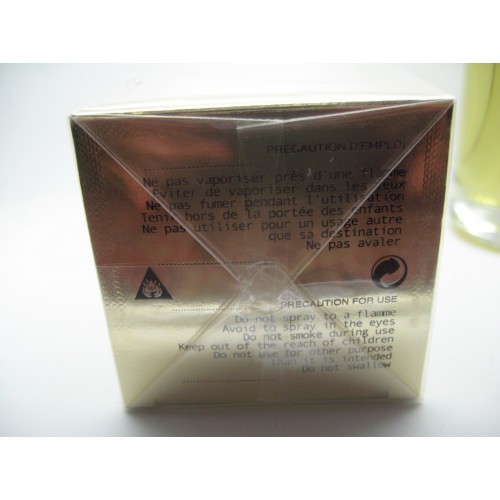 PRECAUTION D'EMPLOI
Ne pas vaporiser près d'une flamme
Eviter de vaporiser dans les yeux
Ne pas fumer pendant l'utilisation
Tenir hors de la portée des enfants
Ne pas utiliser pour un usage autre
que sa destination
Ne pas avaler
PRECAUTION FOR USE
Do not spray to a flamme
Avoid to spray in the eyes
Do not smoke during use
Keep out of the reach of children
Do not use for other purpose
than it is intended
Do not swallow